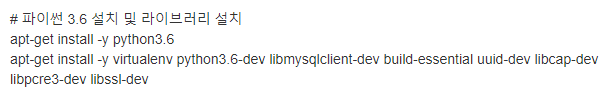 # 파이썬 3.6 설치 및 라이브러리 설치
apt-get install -y python3.6
apt-get install -y virtualenv python3.6-dev libmysqlclient-dev build-essential uuid-dev libcap-dev
libpcre3-dev libssl-dev